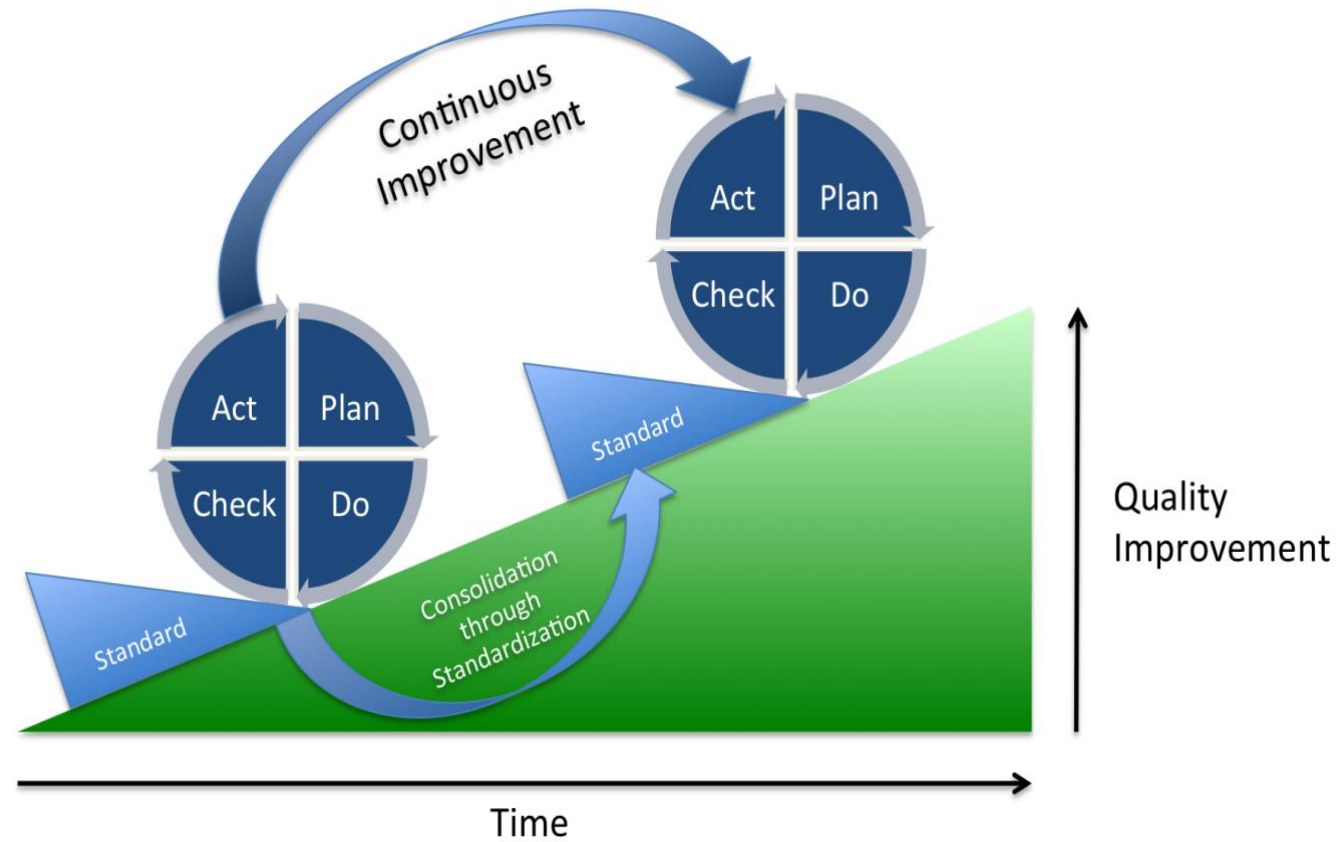 Continuous
Improvement
Act
Plan
Check
Do
Act
Plan
Check
Do
Standard
Standard
Consolidation
through
Standardization
Quality
Improvement
Time